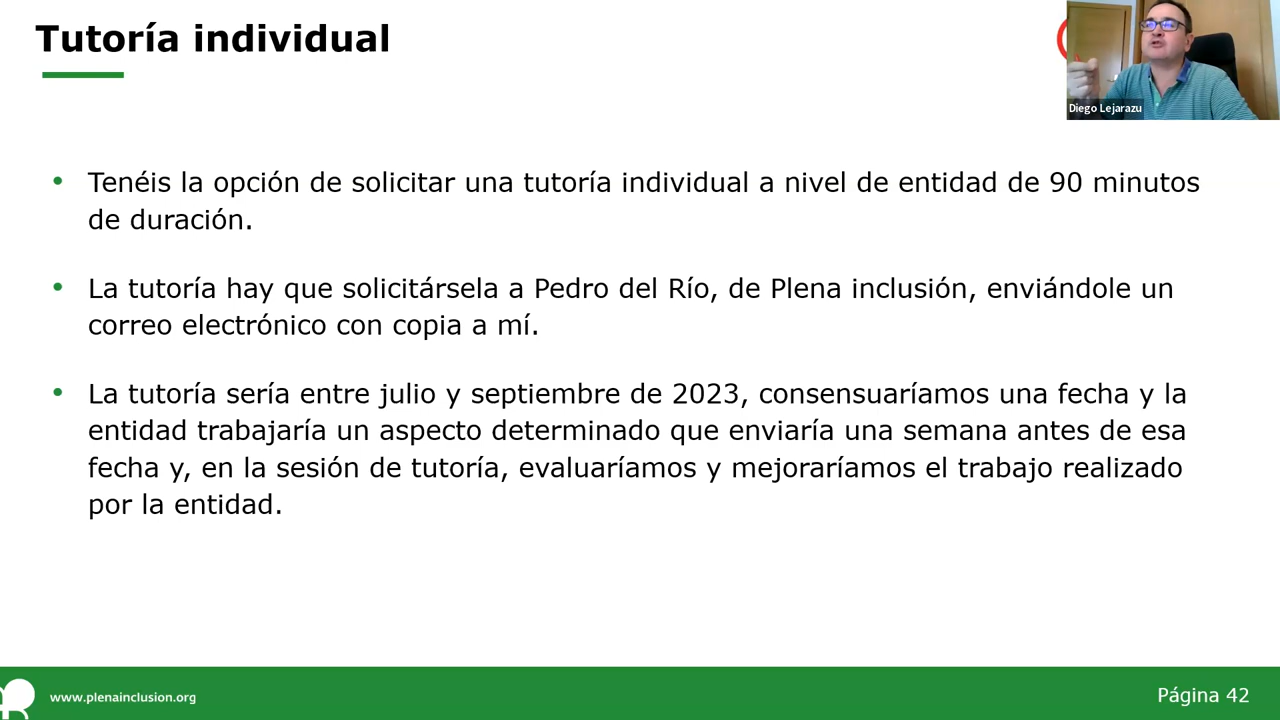 Tutoría individual
Diego Lejarazu
• Tenéis la opción de solicitar una tutoría individual a nivel de entidad de 90 minutos
de duración.
• La tutoría hay que solicitársela a Pedro del Río, de Plena inclusión, enviándole un
correo electrónico con copia a mí.
• La tutoría sería entre julio y septiembre de 2023, consensuaríamos una fecha y la
entidad trabajaría un aspecto determinado que enviaría una semana antes de esa
fecha y, en la sesión de tutoría, evaluaríamos y mejoraríamos el trabajo realizado
por la entidad.
www.plenainclusion.org
Página 42